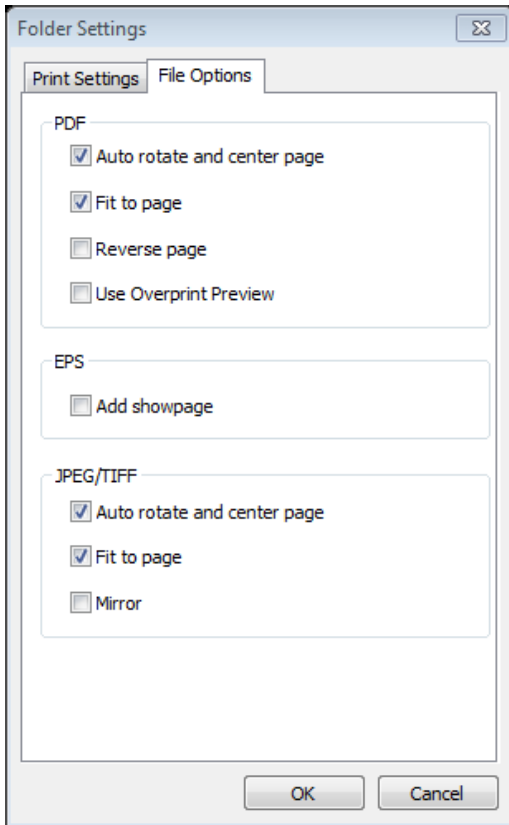 Folder Settings
Print Settings File Options
PDF
Auto rotate and center page
Fit to page
Reverse page
Use Overprint Preview
EPS
Add showpage
JPEG/TIFF
Auto rotate and center page
Fit to page
Mirror
OK Cancel